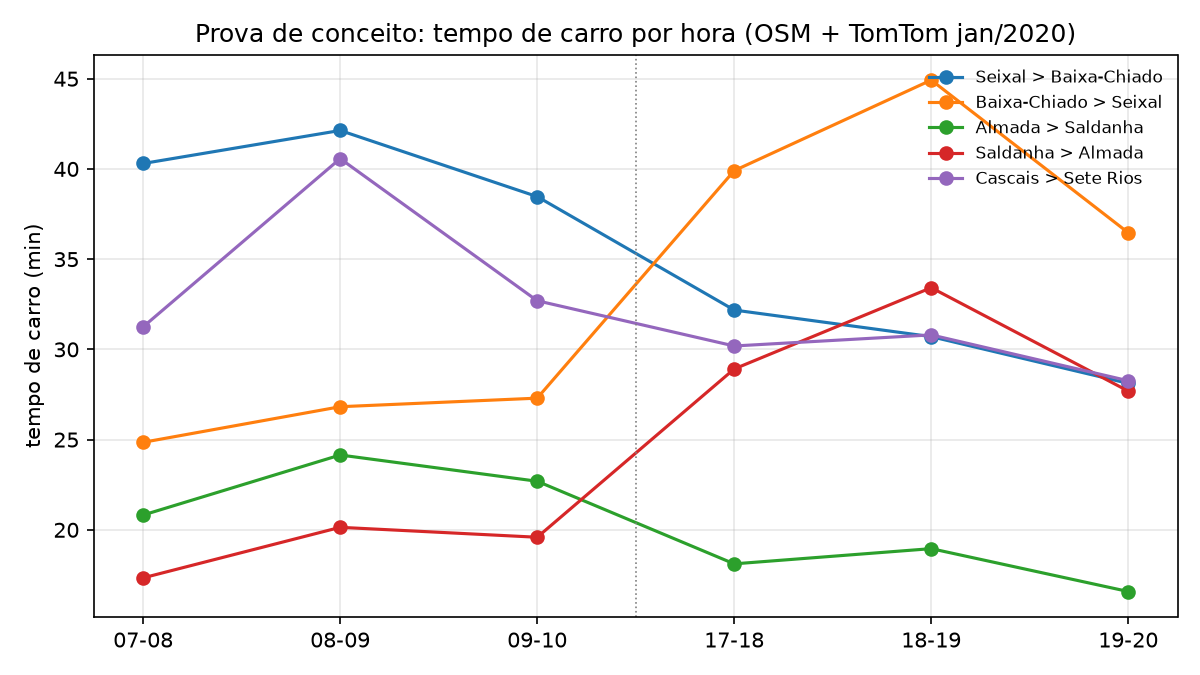 Prova de conceito: tempo de carro por hora (OSM + TomTom jan/2020)
tempo de carro (min)
45
40
35
30
25
20
Seixal > Baixa-Chiado
Baixa-Chiado > Seixal
Almada > Saldanha
Saldanha > Almada
Cascais > Sete Rios
07-08 08-09 09-10 17-18 18-19 19-20